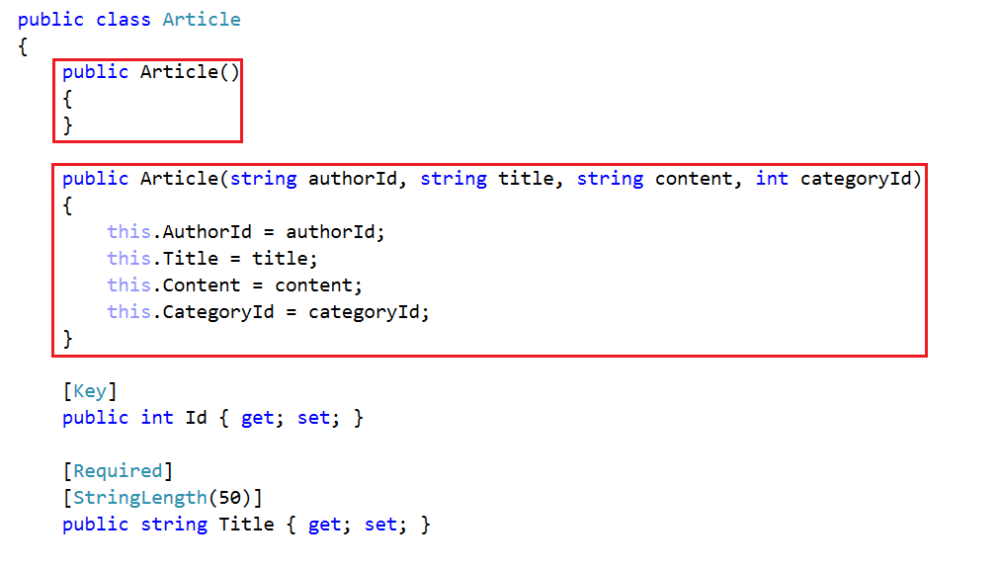 public class Article
{
public Article()
{
}
public Article(string authorId, string title, string content, int categoryId)
{
this.AuthorId = authorId;
this.Title = title;
this.Content = content;
this.CategoryId = categoryId;
}
[Key]
public int Id { get; set; }
[Required]
[StringLength(50)]
public string Title { get; set; }